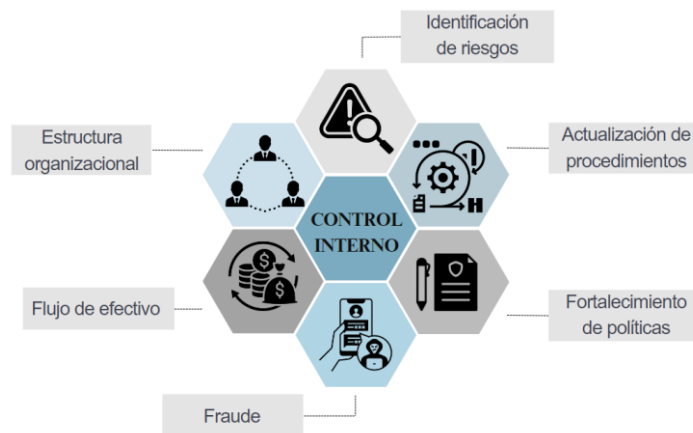 Identificación
de riesgos
Estructura
organizacional
Actualización de
procedimientos
CONTROL
INTERNO
Flujo de efectivo
Fortalecimiento
de políticas
Fraude